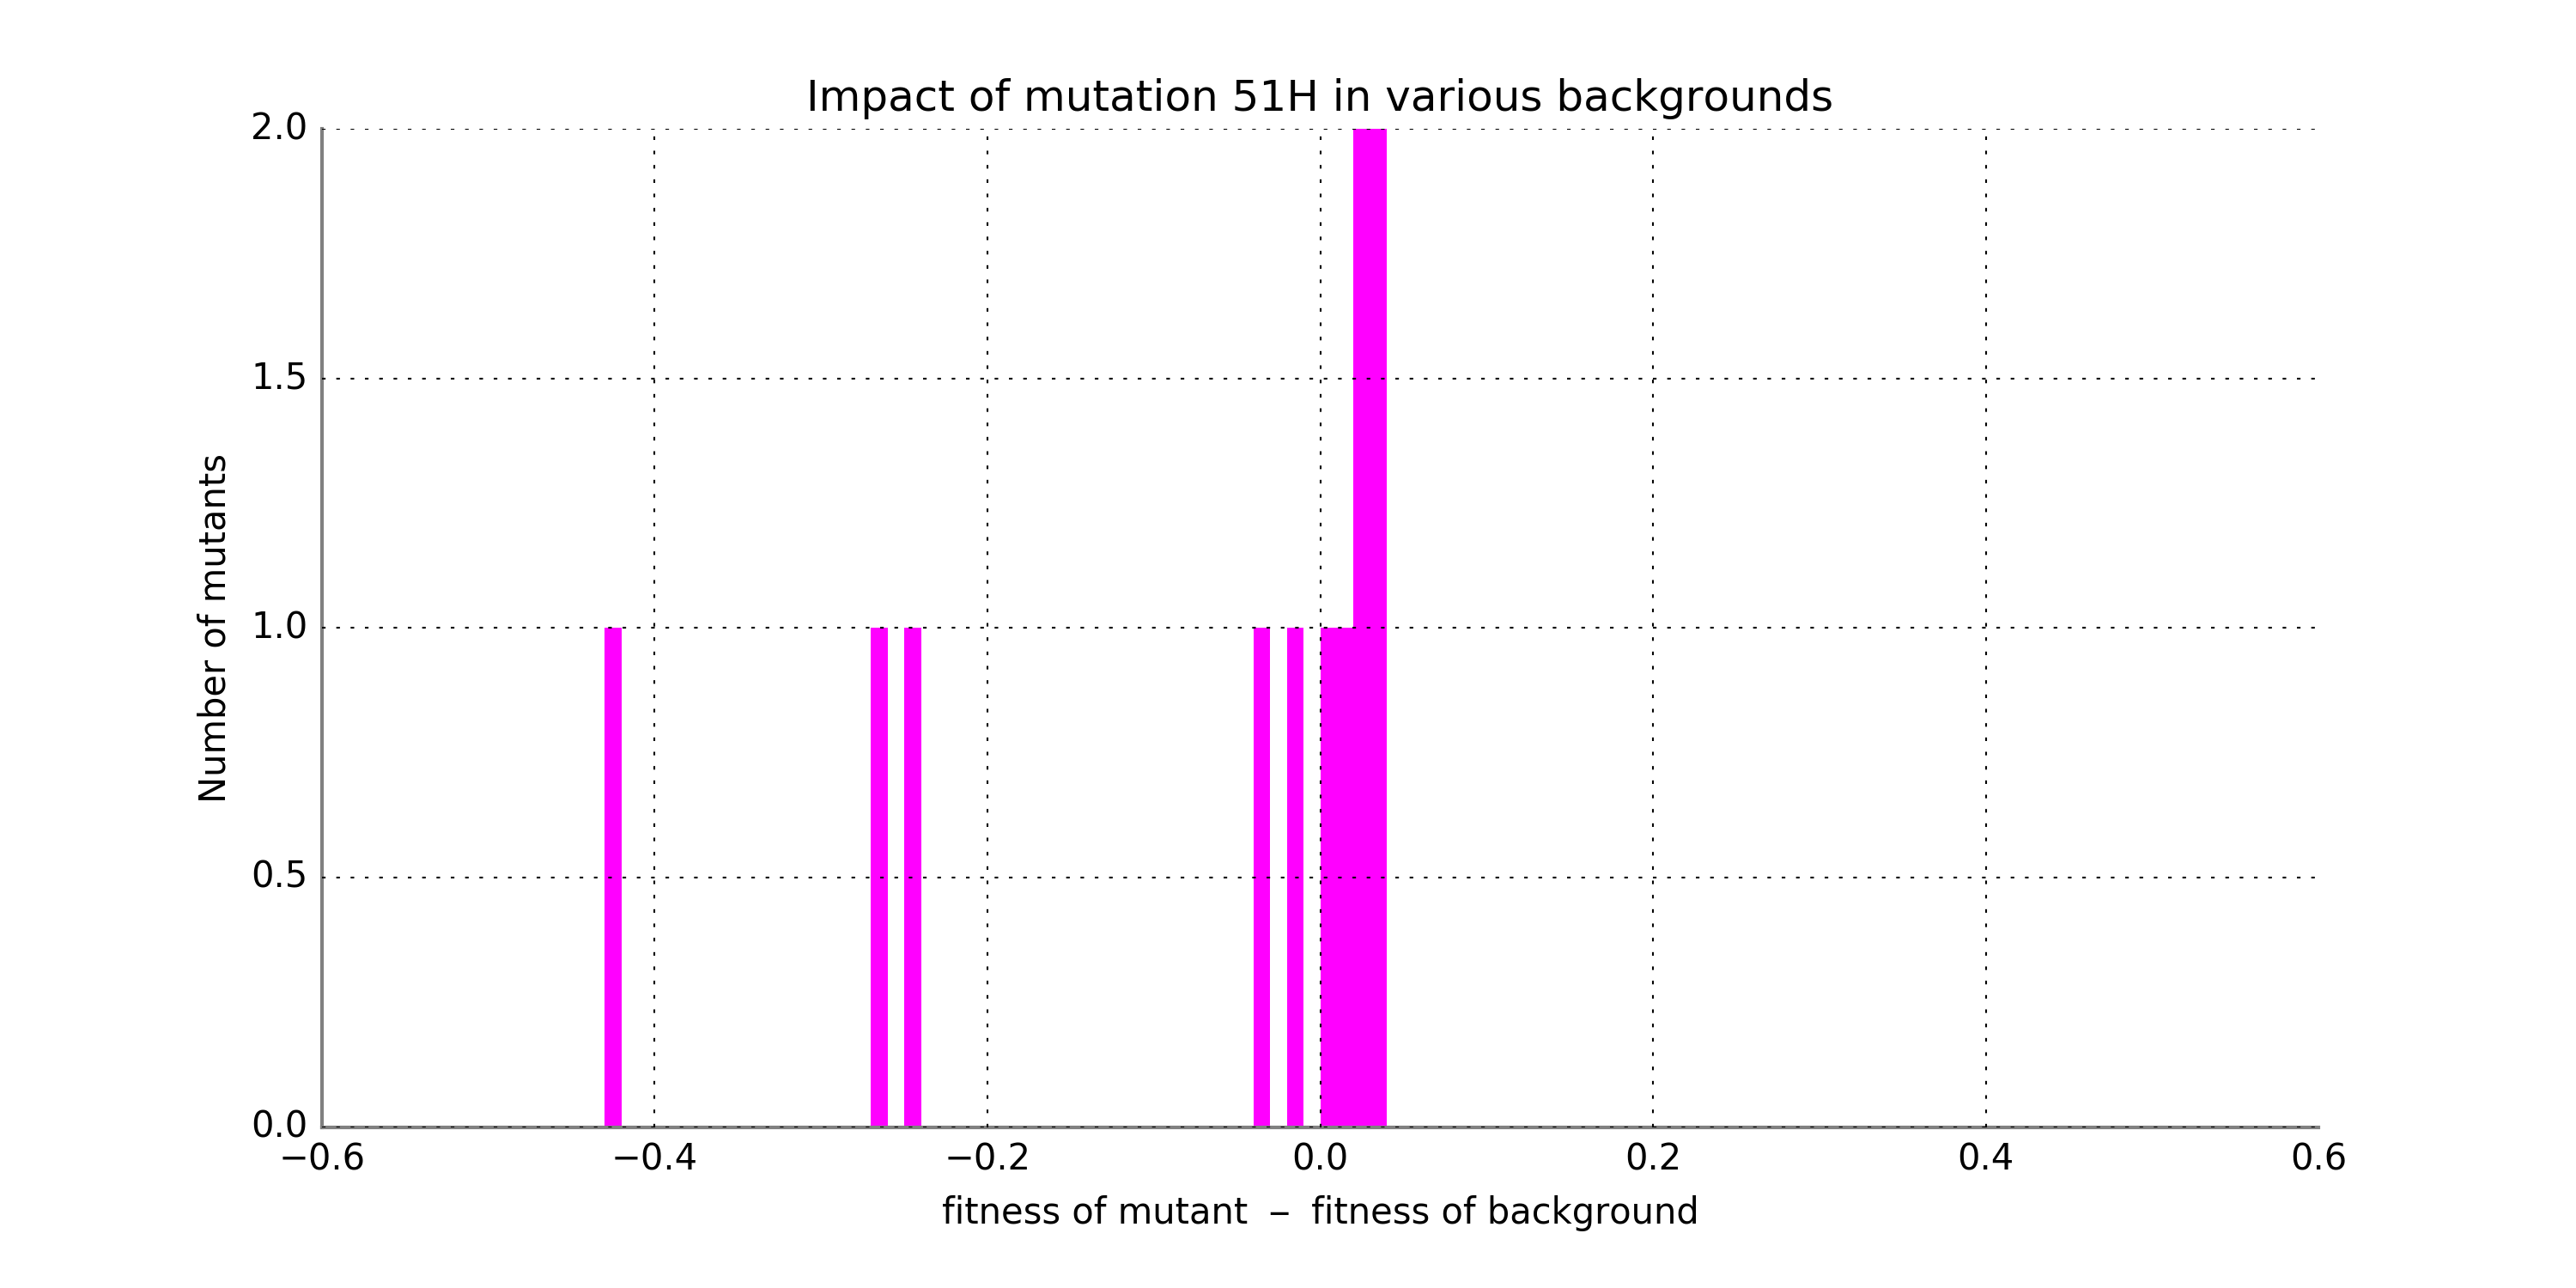 Impact of mutation 51H in various backgrounds
2.0
1.5
1.0
0.5
0.0
Number of mutants
−0.6 −0.4 −0.2 0.0 0.2 0.4 0.6
fitness of mutant − fitness of background